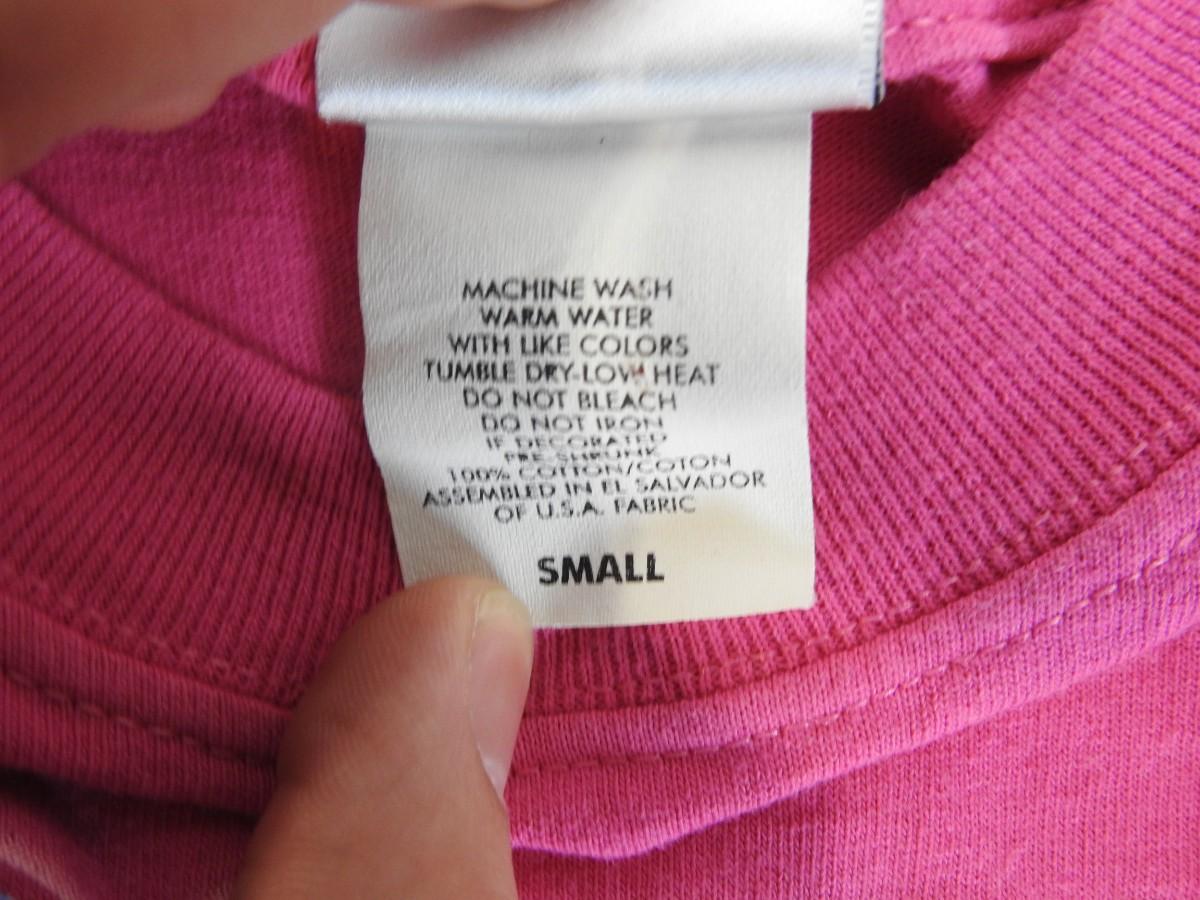 MACHINE WASH
WARM WATER
WITH LIKE COLORS
TUMBLE DRY-LOW HEAT
DO NOT BLEACH
DO NOT IRON
IF DECORATED
PRE-SHRUNK
100% COTTON/COTON
ASSEMBLED IN EL SALVADOR
OF U.S.A. FABRIC
SMALL